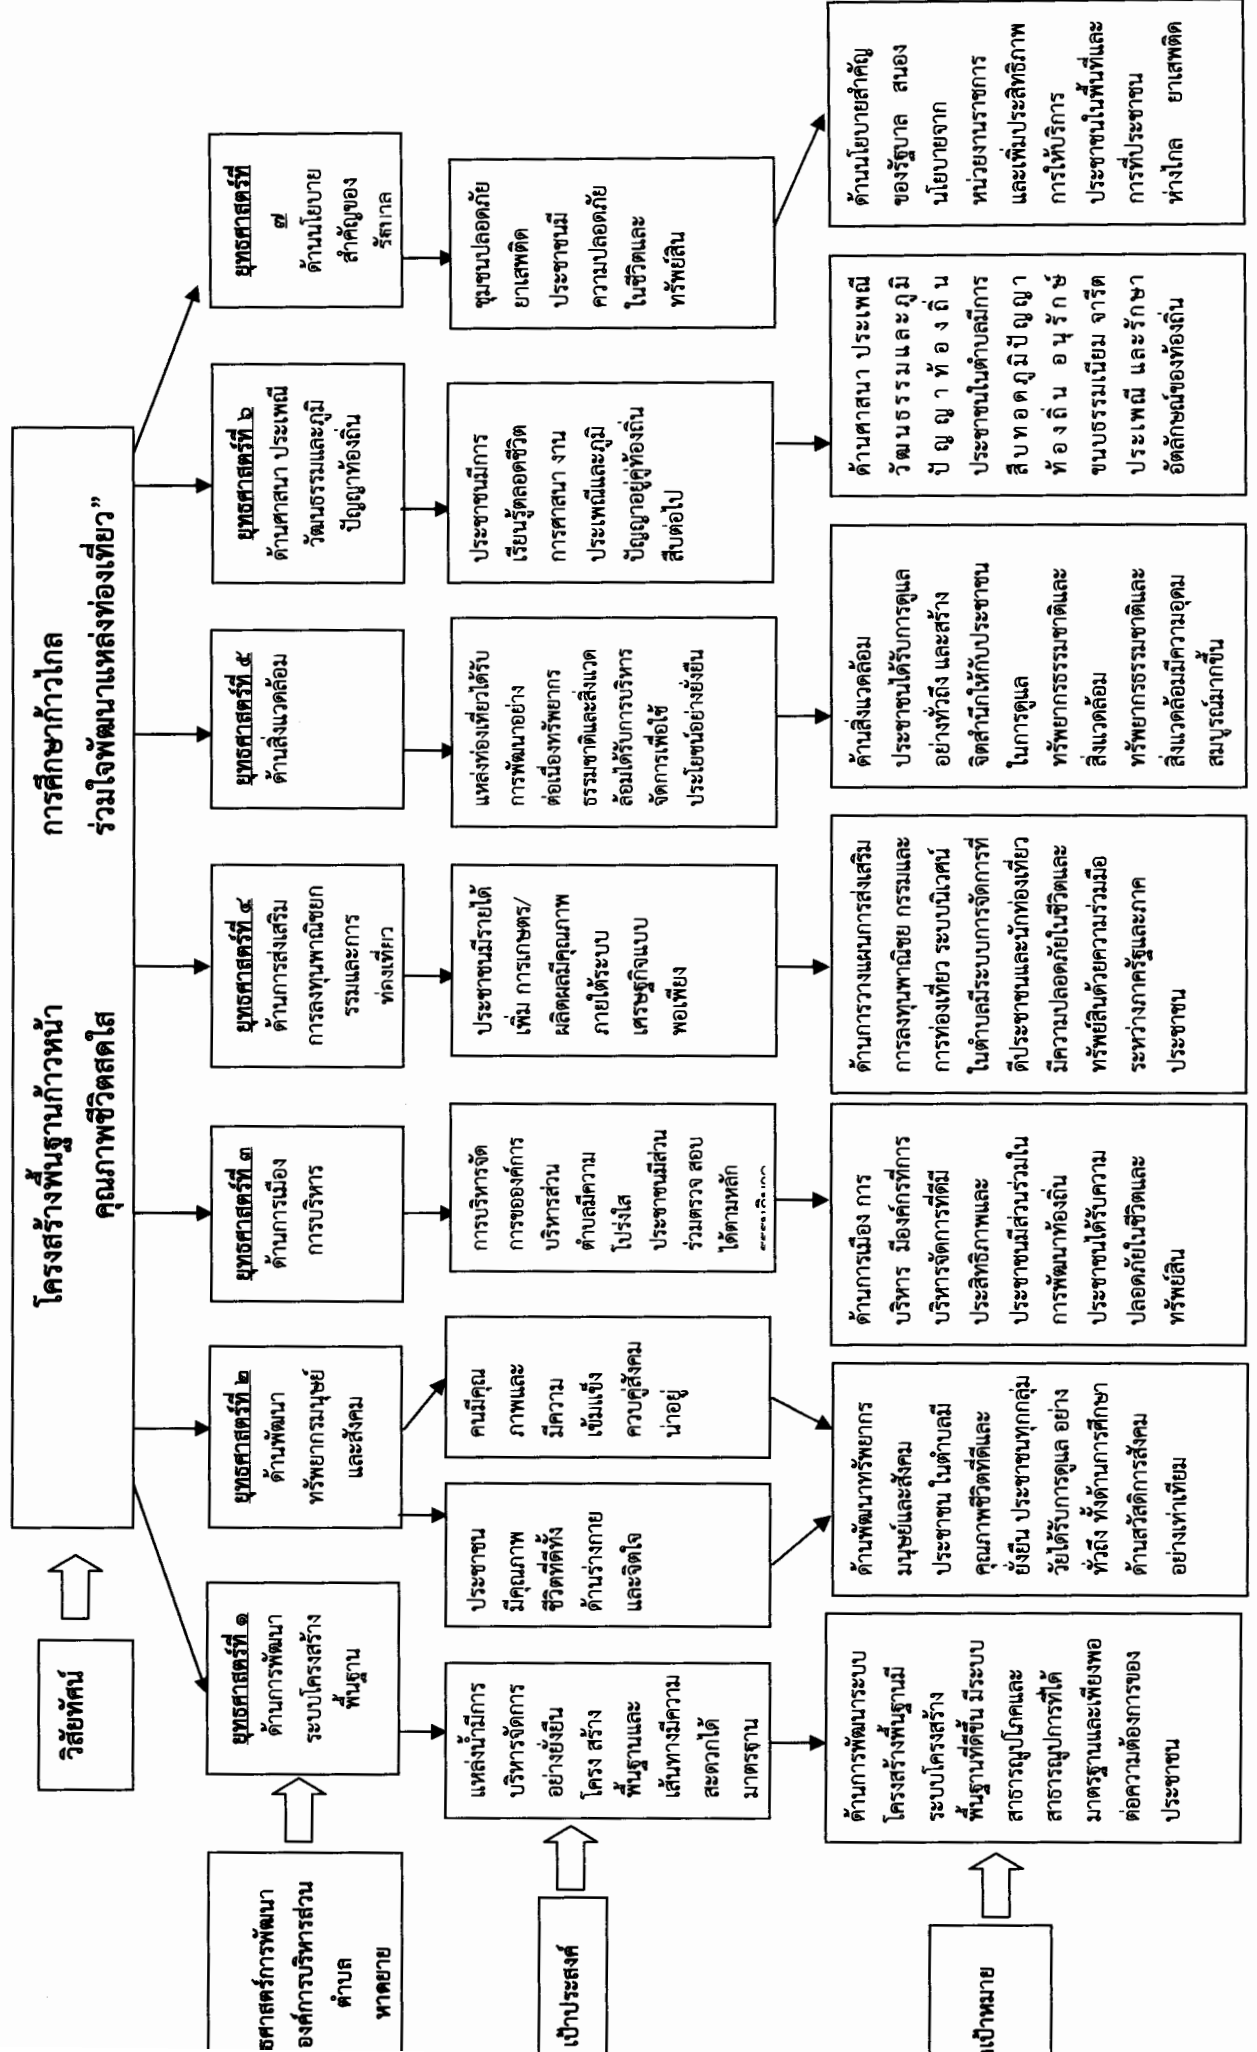 วิสัยทัศน์
โครงสร้างพื้นฐานก้าวหน้า การศึกษาก้าวไกล
คุณภาพชีวิตสดใส ร่วมใจพัฒนาแหล่งท่องเที่ยว”
ธศาสตร์การพัฒนา
องค์การบริหารส่วน
ตำบล
หาดยาย
ยุทธศาสตร์ที่ ๑
ด้านการพัฒนา
ระบบโครงสร้าง
พื้นฐาน
ยุทธศาสตร์ที่ ๒
ด้านพัฒนา
ทรัพยากรมนุษย์
และสังคม
ยุทธศาสตร์ที่ ๓
ด้านการเมือง
การบริหาร
ยุทธศาสตร์ที่ ๔
ด้านการส่งเสริม
การลงทุนพาณิชยก
รรมและการ
ท่องเที่ยว
ยุทธศาสตร์ที่ ๕
ด้านสิ่งแวดล้อม
ยุทธศาสตร์ที่ ๖
ด้านศาสนา ประเพณี
วัฒนธรรมและภูมิ
ปัญญาท้องถิ่น
ยุทธศาสตร์ที่
๗
ด้านนโยบาย
สำคัญของ
รัฐบาล
เป้าประสงค์
แหล่งน้ำมีการ
บริหารจัดการ
อย่างยั่งยืน
โครง สร้าง
พื้นฐานและ
เส้นทางมีความ
สะดวกได้
มาตรฐาน
ประชาชน
มีคุณภาพ
ชีวิตที่ดีทั้ง
ด้านร่างกาย
และจิตใจ
คนมีคุณ
ภาพและ
มีความ
เข้มแข็ง
ควบคู่สังคม
น่าอยู่
การบริหารจัด
การขององค์การ
บริหารส่วน
ตำบลมีความ
โปร่งใส
ประชาชนมีส่วน
ร่วมตรวจ สอบ
ได้ตามหลัก
ประชาชนมีรายได้
เพิ่ม การเกษตร/
ผลิตผลมีคุณภาพ
ภายใต้ระบบ
เศรษฐกิจแบบ
พอเพียง
แหล่งท่องเที่ยวได้รับ
การพัฒนาอย่าง
ต่อเนื่องทรัพยากร
ธรรมชาติและสิ่งแวด
ล้อมได้รับการบริหาร
จัดการเพื่อใช้
ประโยชน์อย่างยั่งยืน
ประชาชนมีการ
เรียนรู้ตลอดชีวิต
การศาสนา งาน
ประเพณีและภูมิ
ปัญญาอยู่คู่ท้องถิ่น
สืบต่อไป
ชุมชนปลอดภัย
ยาเสพติด
ประชาชนมี
ความปลอดภัย
ในชีวิตและ
ทรัพย์สิน
าเป้าหมาย
ด้านการพัฒนาระบบ
โครงสร้างพื้นฐานมี
ระบบโครงสร้าง
พื้นฐานที่ดีขึ้น มีระบบ
สาธารณูปโภคและ
สาธารณูปการที่ได้
มาตรฐานและเพียงพอ
ต่อความต้องการของ
ประชาชน
ด้านพัฒนาทรัพยากร
มนุษย์และสังคม
ประชาชน ในตำบลมี
คุณภาพชีวิตที่ดีและ
ยั่งยืน ประชาชนทุกกลุ่ม
วัยได้รับการดูแล อย่าง
ทั่วถึง ทั้งด้านการศึกษา
ด้านสวัสดิการสังคม
อย่างเท่าเทียม
ด้านการเมือง การ
บริหาร มีองค์กรที่การ
บริหารจัดการที่ดีมี
ประสิทธิภาพและ
ประชาชนมีส่วนร่วมใน
การพัฒนาท้องถิ่น
ประชาชนได้รับความ
ปลอดภัยในชีวิตและ
ทรัพย์สิน
ด้านการวางแผนการส่งเสริม
การลงทุนพาณิชย กรรมและ
การท่องเที่ยว ระบบนิเวศน์
ในตำบลมีระบบการจัดการที่
ดีประชาชนและนักท่องเที่ยว
มีความปลอดภัยในชีวิตและ
ทรัพย์สินด้วยความร่วมมือ
ระหว่างภาครัฐและภาค
ประชาชน
ด้านสิ่งแวดล้อม
ประชาชนได้รับการดูแล
อย่างทั่วถึง และสร้าง
จิตสำนึกให้กับประชาชน
ในการดูแล
ทรัพยากรธรรมชาติและ
สิ่งแวดล้อม
ทรัพยากรธรรมชาติและ
สิ่งแวดล้อมมีความอุดม
สมบูรณ์มากขึ้น
ด้านศาสนา ประเพณี
วัฒนธรรมและภูมิ
ปัญญาท้องถิ่น
ประชาชนในตำบลมีการ
สืบทอดภูมิปัญญา
ท้องถิ่น อนุรักษ์
ขนบธรรมเนียม จารีต
ประเพณี และรักษา
อัตลักษณ์ของท้องถิ่น
ด้านนโยบายสำคัญ
ของรัฐบาล สนอง
นโยบายจาก
หน่วยงานราชการ
และเพิ่มประสิทธิภาพ
การให้บริการ
ประชาชนในพื้นที่และ
การที่ประชาชน
ห่างไกล ยาเสพติด